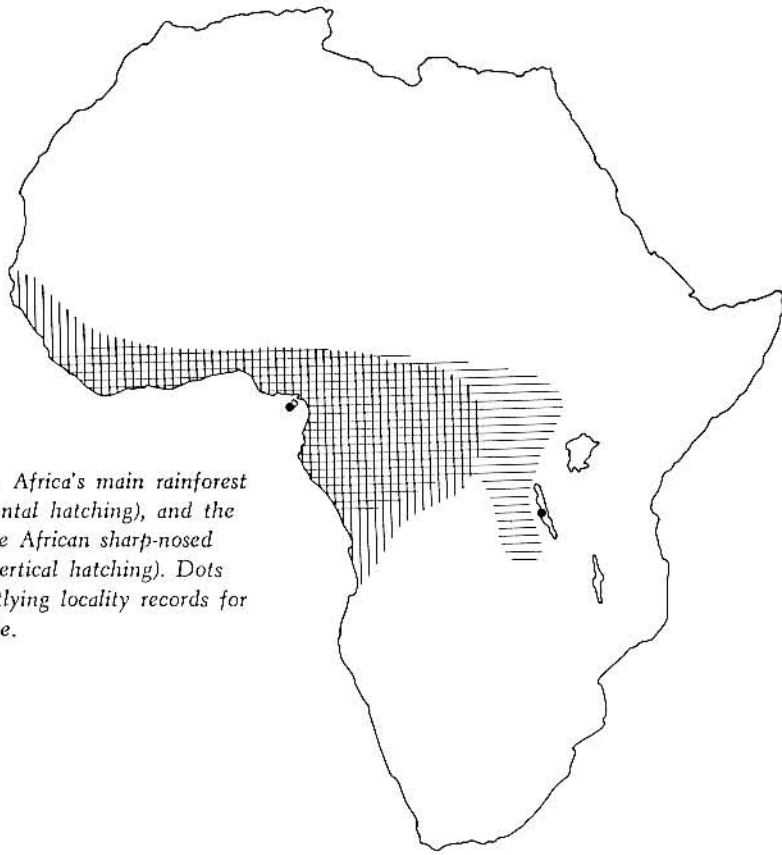 Africa's main rainforest
ntal hatching), and the
e African sharp-nosed
ertical hatching). Dots
tlying locality records for
e.